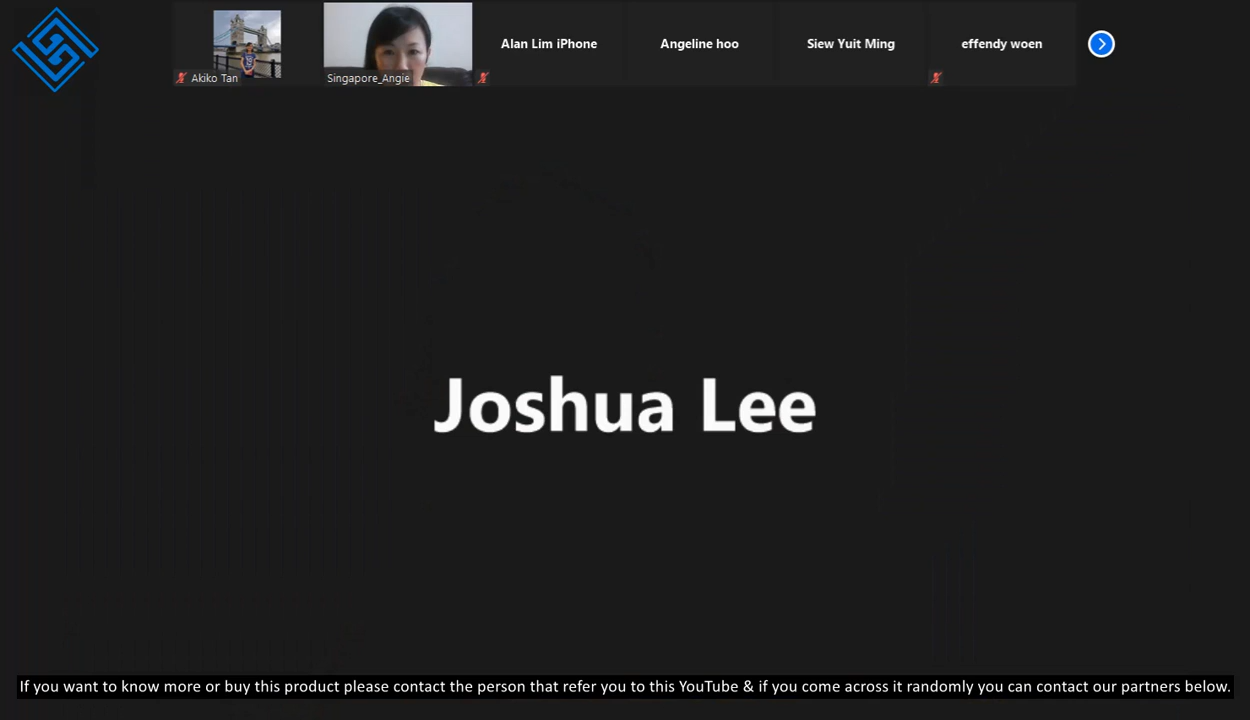 Akiko Tan
Singapore_Angie
Alan Lim iPhone
Angeline hoo
Siew Yuit Ming
effendy woen
Joshua Lee
If you want to know more or buy this product please contact the person that refer you to this YouTube & if you come across it randomly you can contact our partners below.